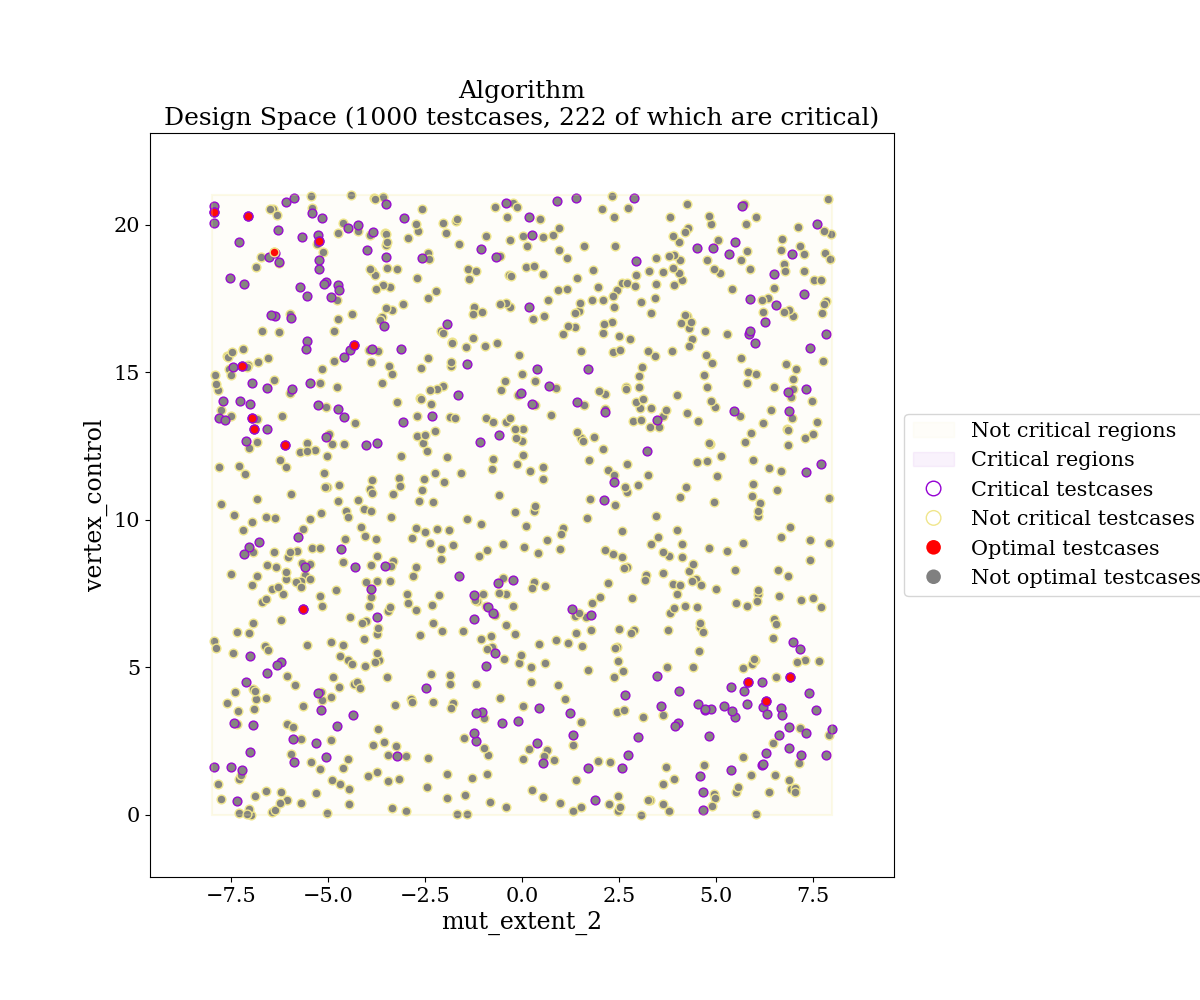 Algorithm
Design Space (1000 testcases, 222 of which are critical)
20
15
10
5
0
vertex_control
−7.5
−5.0
−2.5
0.0
2.5
5.0
7.5
mut_extent_2
Not critical regions
Critical regions
Critical testcases
Not critical testcases
Optimal testcases
Not optimal testcases